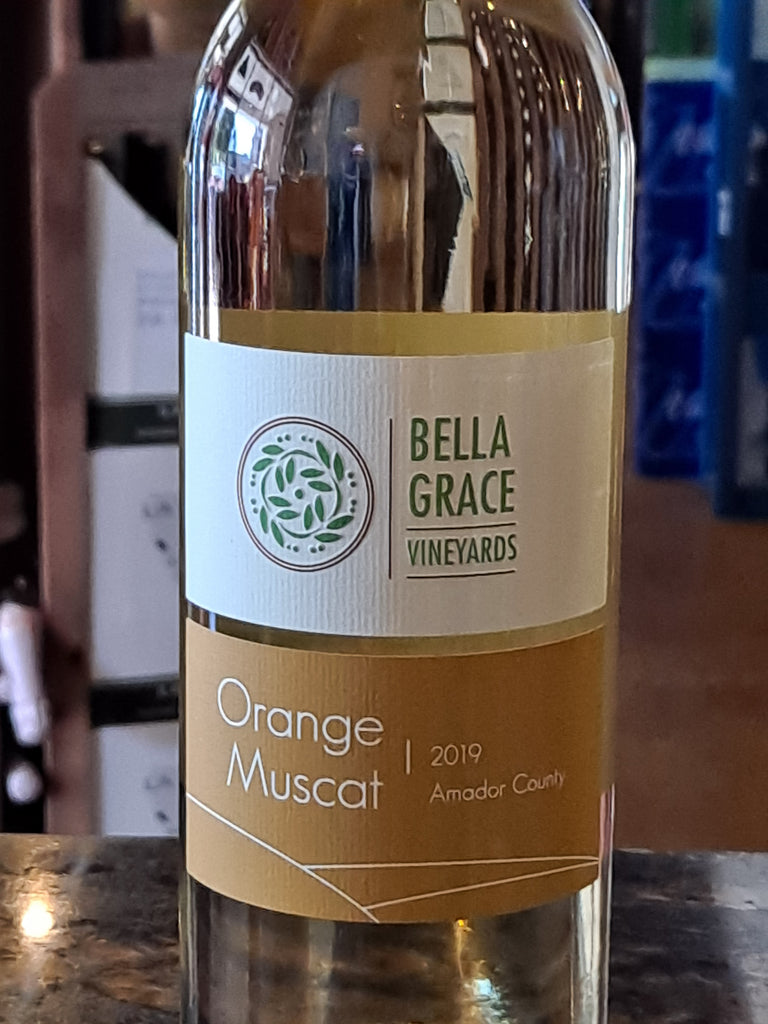 BELLA
GRACE
VINEYARDS
Orange
Muscat
2019
Amador County